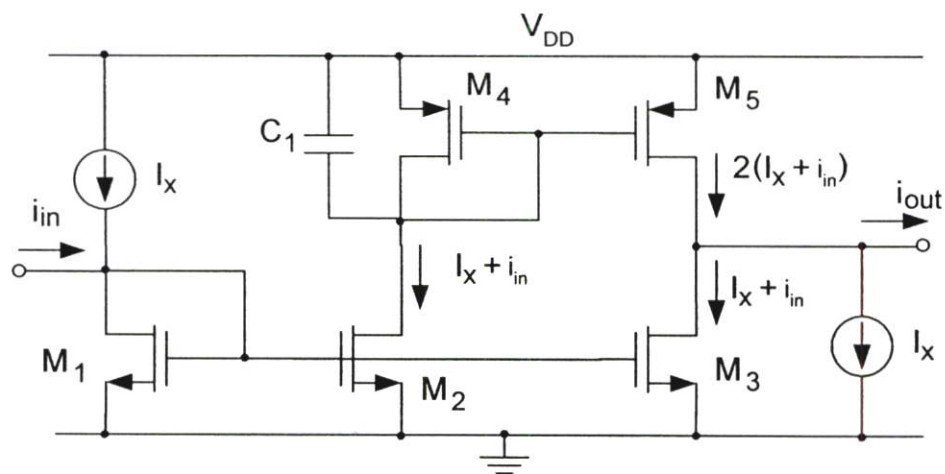 V_DD
M_4
M_5
C_1
I_x
2(I_x + i_in)
i_in
i_out
I_x + i_in
I_x + i_in
M_1
M_2
M_3
I_x